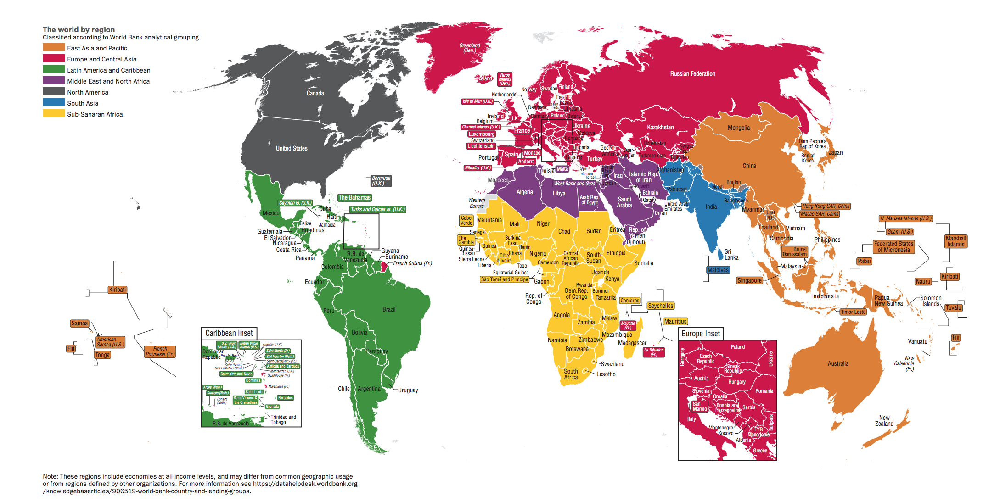 The world by region
Classified according to World Bank analytical grouping
East Asia and Pacific
Europe and Central Asia
Latin America and Caribbean
Middle East and North Africa
North America
South Asia
Sub-Saharan Africa
Greenland
(Den.)
Iceland
Faroe
Islands
(Den.)
Russian Federation
Canada
United States
Bermuda
(U.K.)
Norway
Sweden
Finland
Netherlands
Estonia
Latvia
Russian
Fed.
Lithuania
Denmark
Isle of Man (U.K.)
Ireland
U.K.
Germany
Poland
Belarus
Belgium
Channel Islands (U.K.)
Luxembourg
France
Ukraine
Moldova
Romania
Switzerland
Liechtenstein
Monaco
Spain
Portugal
Andorra
Gibraltar (U.K.)
Bulgaria
Greece
Georgia
Armenia
Azer-
baijan
Turkey
Kazakhstan
Uzbekistan
Kyrgyz
Rep.
Turkmenistan
Tajikistan
Mongolia
China
Dem.People's
Rep.of Korea
Rep.of
Korea
Japan
Malta
Tunisia
Morocco
Algeria
Libya
Arab Rep.
of Egypt
West Bank and Gaza
Cyprus
Lebanon
Israel
Syrian
Arab
Rep.
Jordan
Iraq
Islamic Rep.
of Iran
Kuwait
Bahrain
Qatar
United Arab
Emirates
Saudi
Arabia
Oman
Rep. of
Yemen
Djibouti
Western
Sahara
Afghanistan
Pakistan
Nepal
Bhutan
Bangladesh
India
Sri
Lanka
Maldives
Myanmar
Lao
PDR
Thailand
Vietnam
Cambodia
Hong Kong SAR, China
Macao SAR, China
Philippines
Brunei
Darussalam
Malaysia
Singapore
Indonesia
Timor-Leste
Papua
New Guinea
Solomon
Islands
N. Mariana Islands (U.S.)
Guam (U.S.)
Federated States
of Micronesia
Palau
Marshall
Islands
Nauru
Kiribati
Tuvalu
Fiji
Vanuatu
New
Caledonia
(Fr.)
Australia
New
Zealand
Cabo
Verde
Mauritania
Mali
Niger
Chad
Sudan
Eritrea
Senegal
The
Gambia
Guinea-
Bissau
Guinea
Sierra Leone
Liberia
Burkina
Faso
Côte
d'Ivoire
Ghana
Benin
Togo
Nigeria
Cameroon
Central
African
Republic
South
Sudan
Ethiopia
Somalia
Equatorial Guinea
São Tomé and Príncipe
Gabon
Rep. of
Congo
Dem.Rep.
of Congo
Uganda
Kenya
Rwanda
Burundi
Tanzania
Comoros
Seychelles
Mayotte
(Fr.)
Mauritius
La Réunion
(Fr.)
Angola
Zambia
Malawi
Mozambique
Madagascar
Namibia
Zimbabwe
Botswana
Swaziland
Lesotho
South
Africa
The Bahamas
Cayman Is. (U.K.)
Turks and Caicos Is. (U.K.)
Cuba
Haiti
Jamaica
Mexico
Belize
Honduras
Guatemala
El Salvador
Nicaragua
Costa Rica
Panama
R.B. de
Venezuela
Guyana
Suriname
French Guiana (Fr.)
Colombia
Ecuador
Peru
Brazil
Bolivia
Paraguay
Chile
Argentina
Uruguay
Kiribati
Samoa
American
Samoa (U.S.)
Fiji
Tonga
French
Polynesia (Fr.)
Caribbean Inset
Dominican
Republic
Puerto Rico
(U.S.)
U.S. Virgin
Islands (U.S.)
British Virgin
Islands (U.K.)
Anguilla (U.K.)
Saint-Martin (Fr.)
Sint Maarten (Neth.)
Saint-Barthélemy (Fr.)
Saba (Neth.)
Sint Eustatius (Neth.)
Antigua and Barbuda
Saint Kitts and Nevis
Montserrat (U.K.)
Guadeloupe (Fr.)
Dominica
Martinique (Fr.)
Aruba (Neth.)
Curaçao (Neth.)
Bonaire
(Neth.)
Saint Lucia
Saint Vincent &
the Grenadines
Barbados
Grenada
Trinidad and
Tobago
R.B. de Venezuela
Europe Inset
Germany
Poland
Czech
Republic
Ukraine
Slovak
Republic
Austria
Hungary
Slovenia
Croatia
Romania
San
Marino
Bosnia and
Herzegovina
Serbia
Italy
Bulgaria
Montenegro
Kosovo
FYR
Macedonia
Albania
Greece
Note: These regions include economies at all income levels, and may differ from common geographic usage
or from regions defined by other organizations. For more information see https://datahelpdesk.worldbank.org
/knowledgebaserticles/906519-world-bank-country-and-lending-groups.